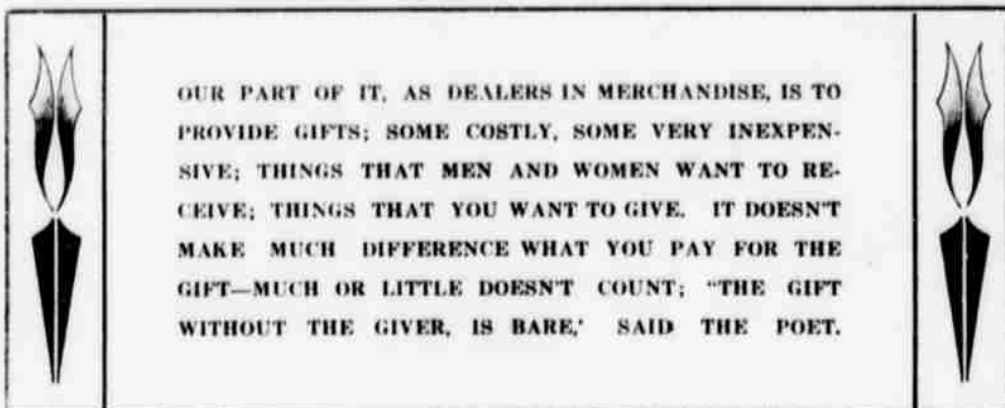 OUR PART OF IT, AS DEALERS IN MERCHANDISE, IS TO
PROVIDE GIFTS; SOME COSTLY, SOME VERY INEXPEN-
SIVE; THINGS THAT MEN AND WOMEN WANT TO RE-
CEIVE; THINGS THAT YOU WANT TO GIVE. IT DOESN'T
MAKE MUCH DIFFERENCE WHAT YOU PAY FOR THE
GIFT—MUCH OR LITTLE DOESN'T COUNT; "THE GIFT
WITHOUT THE GIVER, IS BARE,' SAID THE POET.